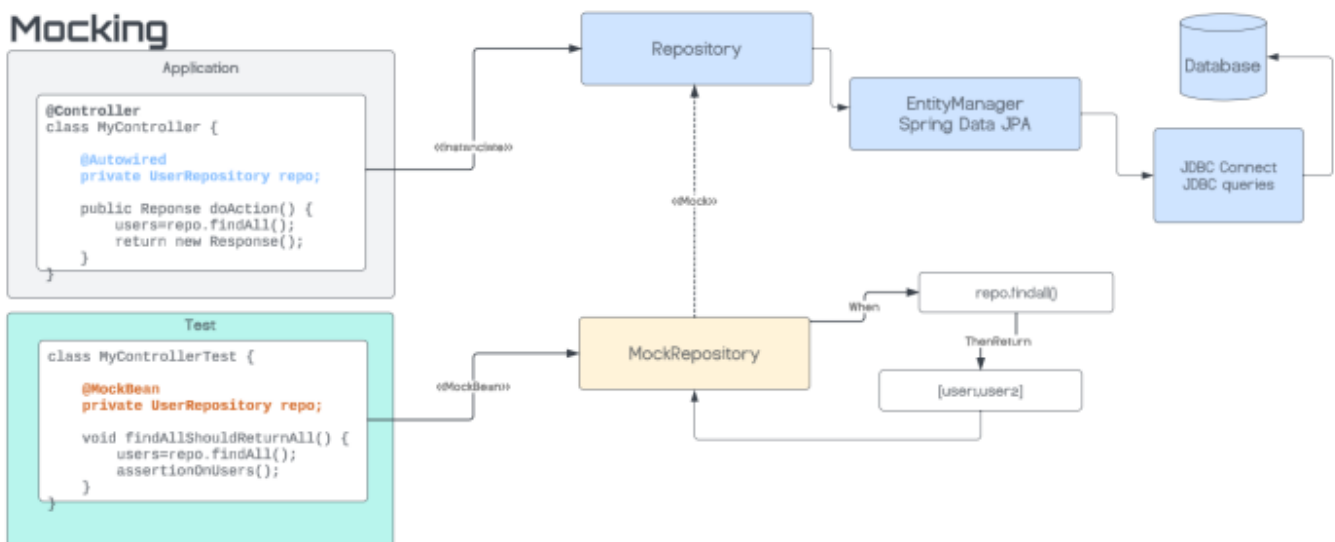 Mocking
Application
@Controller
class MyController {
@Autowired
private UserRepository repo;
public Reponse doAction() {
users=repo.findAll();
return new Response();
}
}
<<Instanciate>>
Repository
EntityManager
Spring Data JPA
JDBC Connect
JDBC queries
Database
<<Mock>>
Test
class MyControllerTest {
@MockBean
private UserRepository repo;
void findAllShouldReturnAll() {
users=repo.findAll();
assertionOnUsers();
}
}
<<MockBean>>
MockRepository
When
repo.findall()
ThenReturn
[user1,user2]